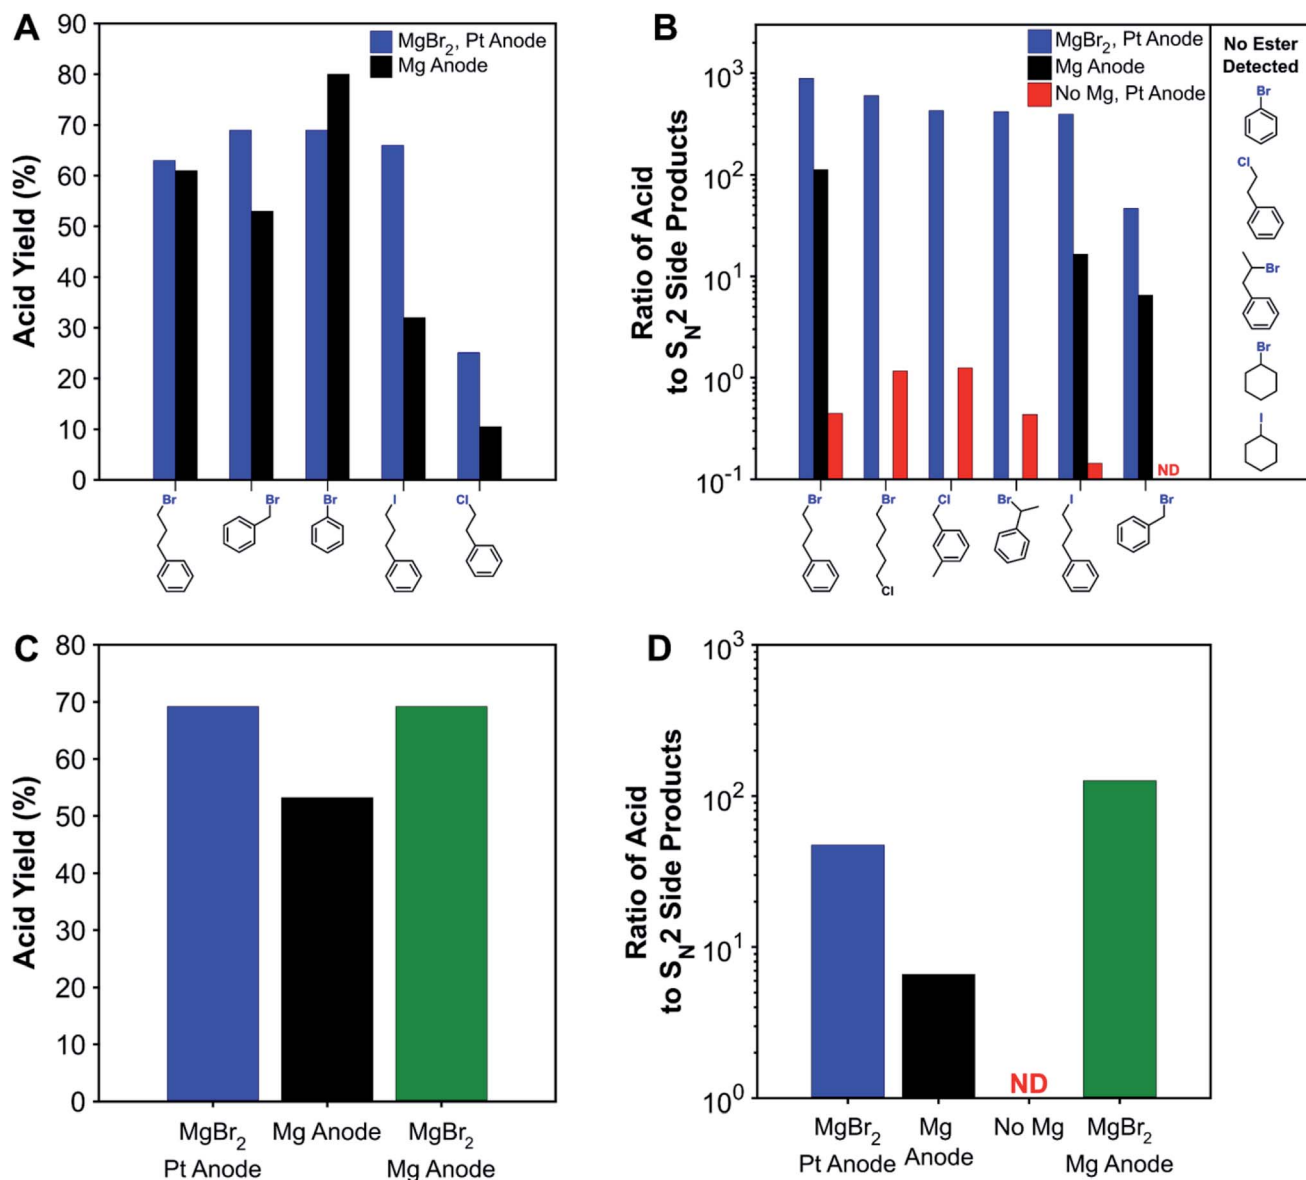 A
90
80
70
60
50
40
30
20
10
0
Acid Yield (%)
MgBr2, Pt Anode
Mg Anode
Br
Br
Br
I
Cl
B
10^3
10^2
10^1
10^0
10^-1
Ratio of Acid
to SN2 Side Products
MgBr2, Pt Anode
Mg Anode
No Mg, Pt Anode
ND
Br
Br
Cl
Br
I
Br
Cl
No Ester
Detected
Br
Cl
Br
Br
I
C
80
70
60
50
40
30
20
10
0
Acid Yield (%)
MgBr2
Pt Anode
Mg Anode
MgBr2
Mg Anode
D
10^3
10^2
10^1
10^0
Ratio of Acid
to SN2 Side Products
ND
MgBr2
Pt Anode
Mg
Anode
No Mg
MgBr2
Mg Anode